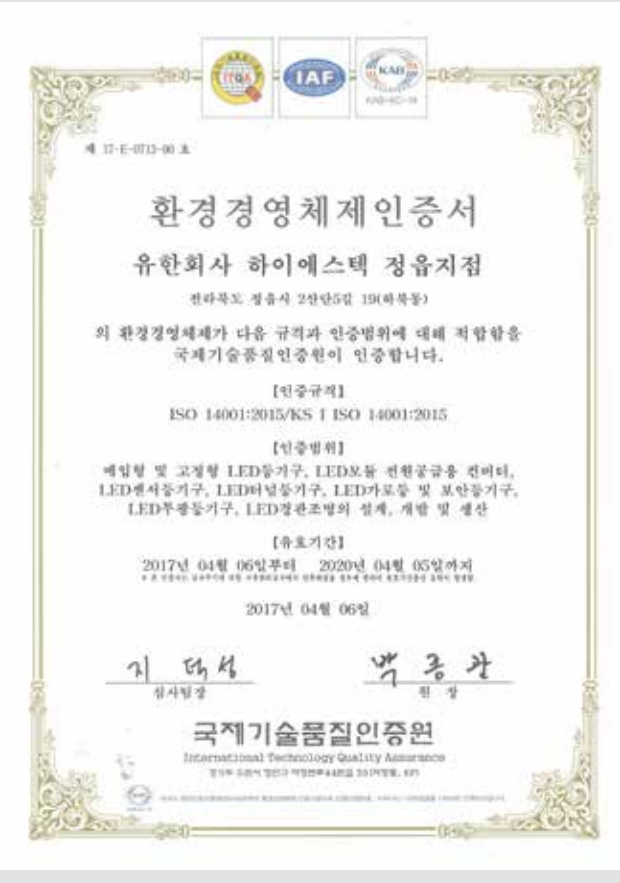 ITQA
IAF
KAB
KAB-QC-14
제 17-E-0713-00 호
환경경영체제인증서
유한회사 하이에스텍 정읍지점
전라북도 정읍시 2산단5길 19(하북동)
의 환경경영체제가 다음 규격과 인증범위에 대해 적합함을
국제기술품질인증원이 인증합니다.
[인증규격]
ISO 14001:2015/KS I ISO 14001:2015
[인증범위]
매입형 및 고정형 LED등기구, LED모듈 전원공급용 컨버터,
LED센서등기구, LED터널등기구, LED가로등 및 보안등기구,
LED투광등기구, LED경관조명의 설계, 개발 및 생산
[유효기간]
2017년 04월 06일부터 2020년 04월 05일까지
2017년 04월 06일
지덕성 박종관
심사팀장 원 장
국제기술품질인증원
International Technology Quality Assurance